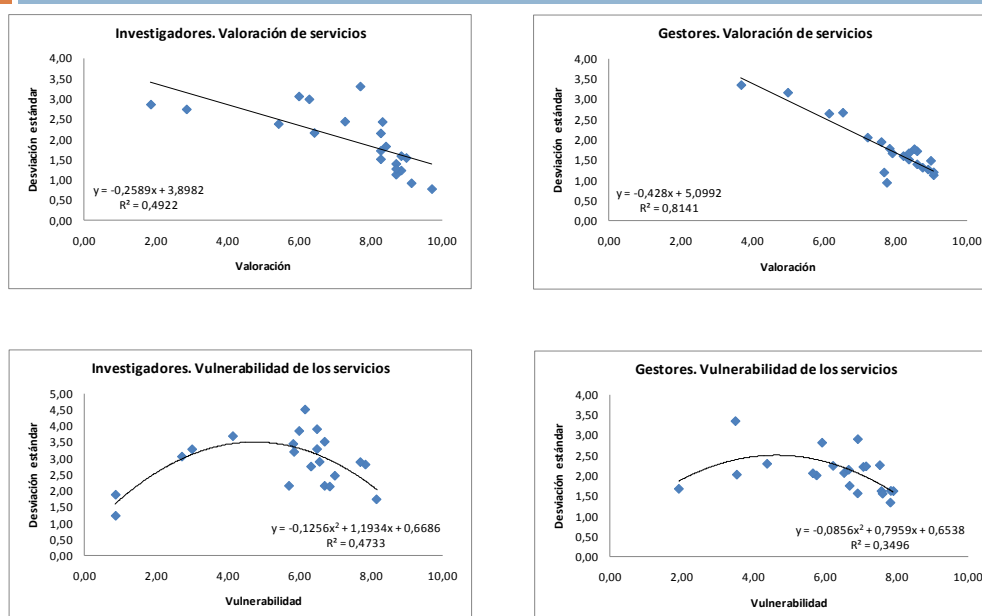 Investigadores. Valoración de servicios
4,00
3,50
3,00
2,50
2,00
1,50
1,00
0,50
0,00
Desviación estándar
y = -0,2589x + 3,8982
R² = 0,4922
0,00 2,00 4,00 6,00 8,00 10,00
Valoración
Gestores. Valoración de servicios
4,00
3,50
3,00
2,50
2,00
1,50
1,00
0,50
0,00
Desviación estándar
y = -0,428x + 5,0992
R² = 0,8141
0,00 2,00 4,00 6,00 8,00 10,00
Valoración
Investigadores. Vulnerabilidad de los servicios
5,00
4,50
4,00
3,50
3,00
2,50
2,00
1,50
1,00
0,50
0,00
Desviación estándar
y = -0,1256x² + 1,1934x + 0,6686
R² = 0,4733
0,00 2,00 4,00 6,00 8,00 10,00
Vulnerabilidad
Gestores. Vulnerabilidad de los servicios
4,00
3,50
3,00
2,50
2,00
1,50
1,00
0,50
0,00
Desviación estándar
y = -0,0856x² + 0,7959x + 0,6538
R² = 0,3496
0,00 2,00 4,00 6,00 8,00 10,00
Vulnerabilidad